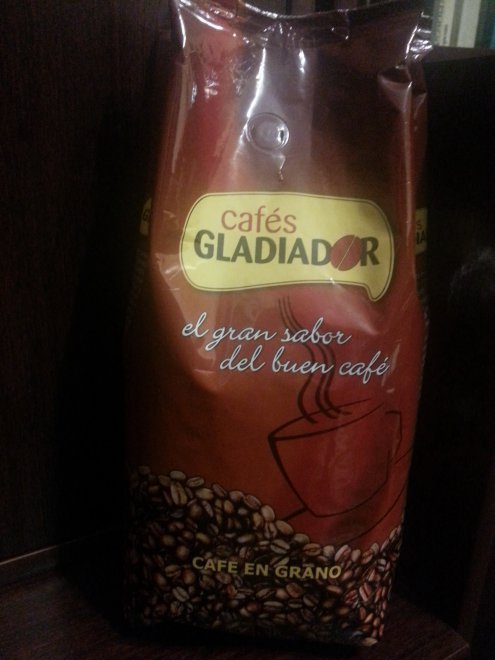 cafés
GLADIADOR
el gran sabor
del buen café
CAFE EN GRANO